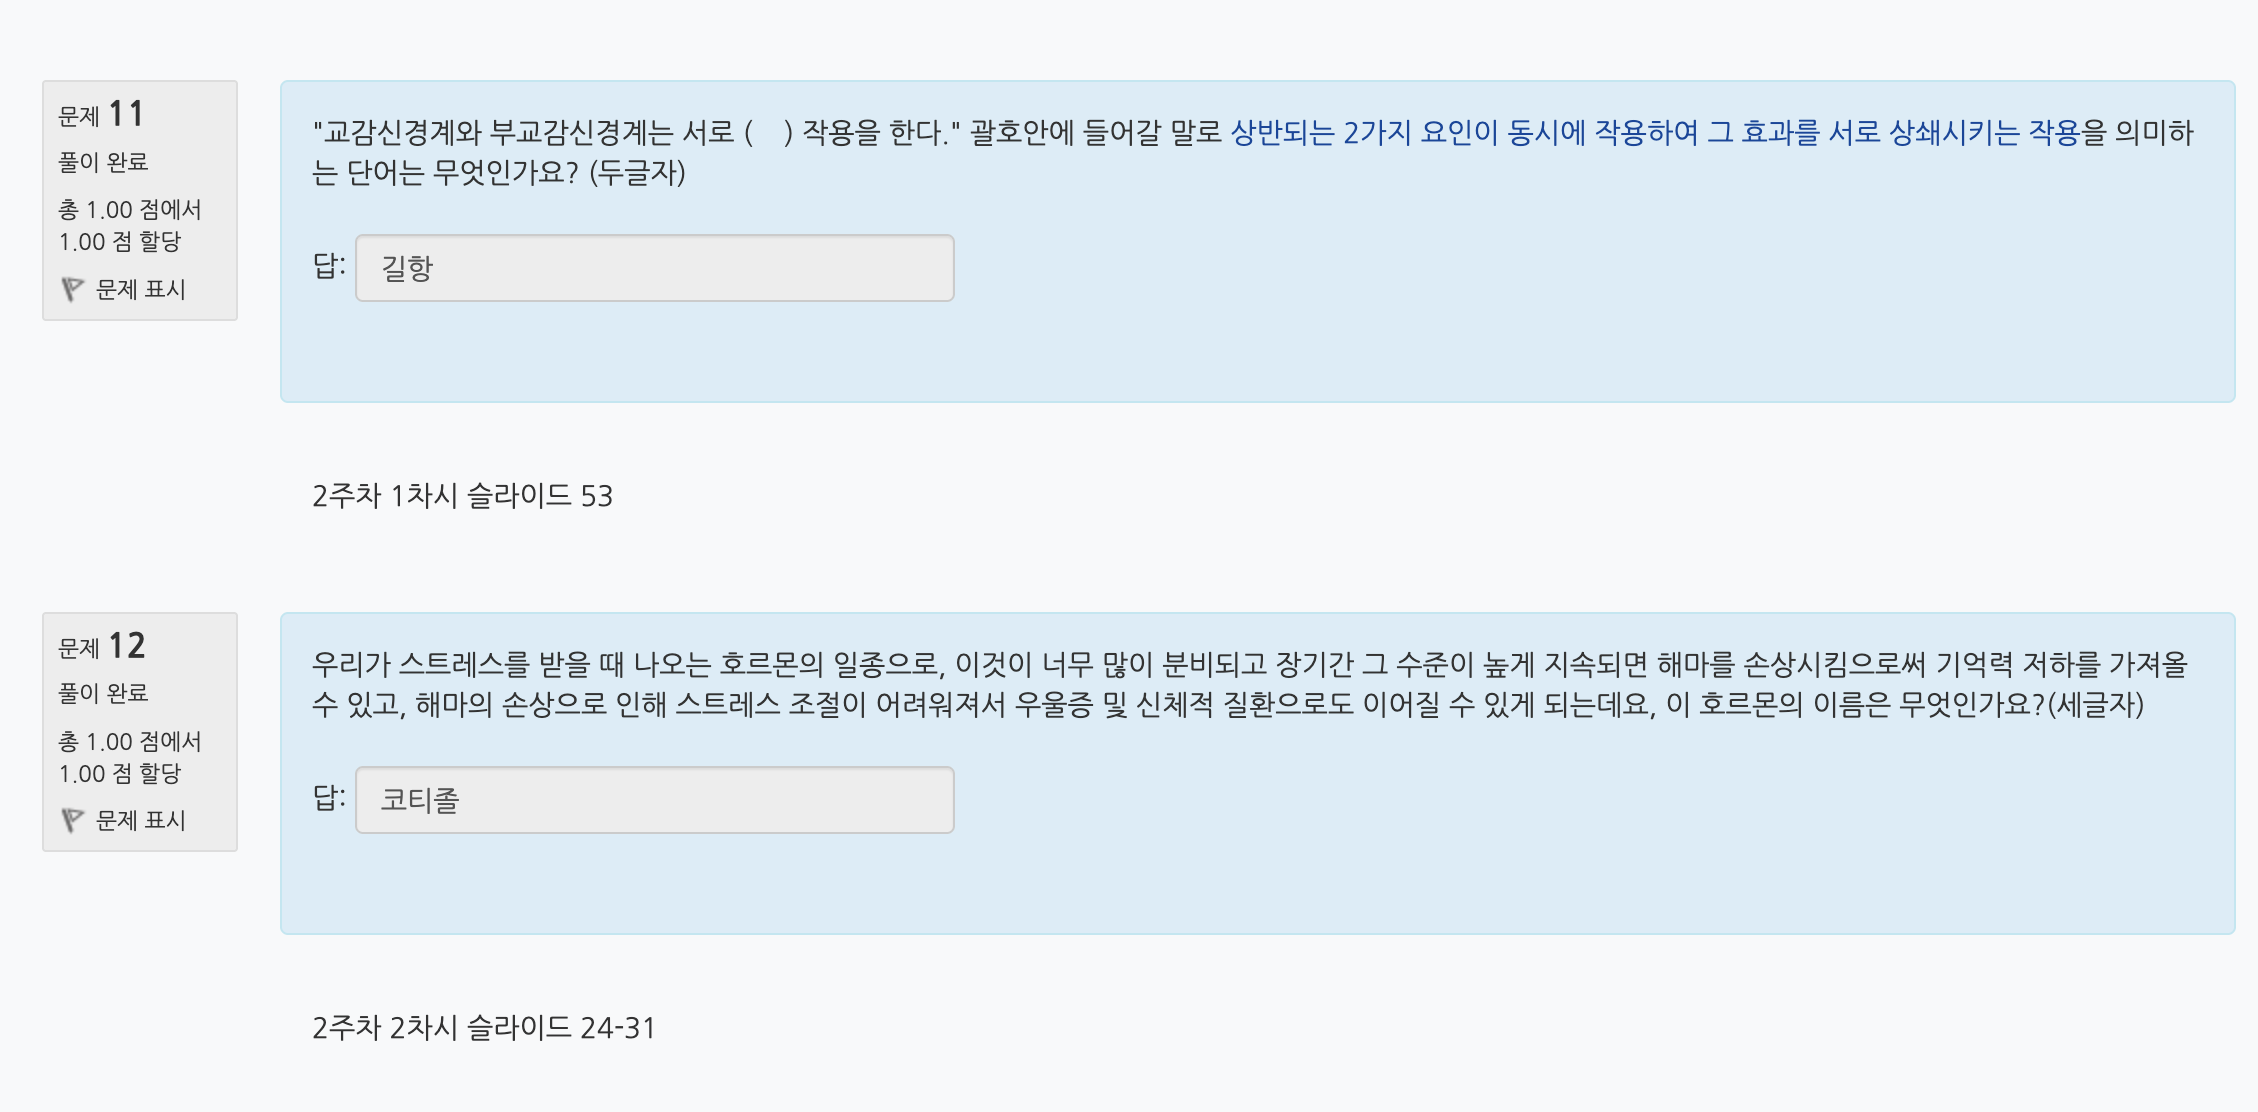 문제 11
풀이 완료
총 1.00 점에서
1.00 점 할당
문제 표시
"교감신경계와 부교감신경계는 서로 (    ) 작용을 한다." 괄호안에 들어갈 말로 상반되는 2가지 요인이 동시에 작용하여 그 효과를 서로 상쇄시키는 작용을 의미하
는 단어는 무엇인가요? (두글자)
답: 길항
2주차 1차시 슬라이드 53
문제 12
풀이 완료
총 1.00 점에서
1.00 점 할당
문제 표시
우리가 스트레스를 받을 때 나오는 호르몬의 일종으로, 이것이 너무 많이 분비되고 장기간 그 수준이 높게 지속되면 해마를 손상시킴으로써 기억력 저하를 가져올
수 있고, 해마의 손상으로 인해 스트레스 조절이 어려워져서 우울증 및 신체적 질환으로도 이어질 수 있게 되는데요, 이 호르몬의 이름은 무엇인가요?(세글자)
답: 코티졸
2주차 2차시 슬라이드 24-31